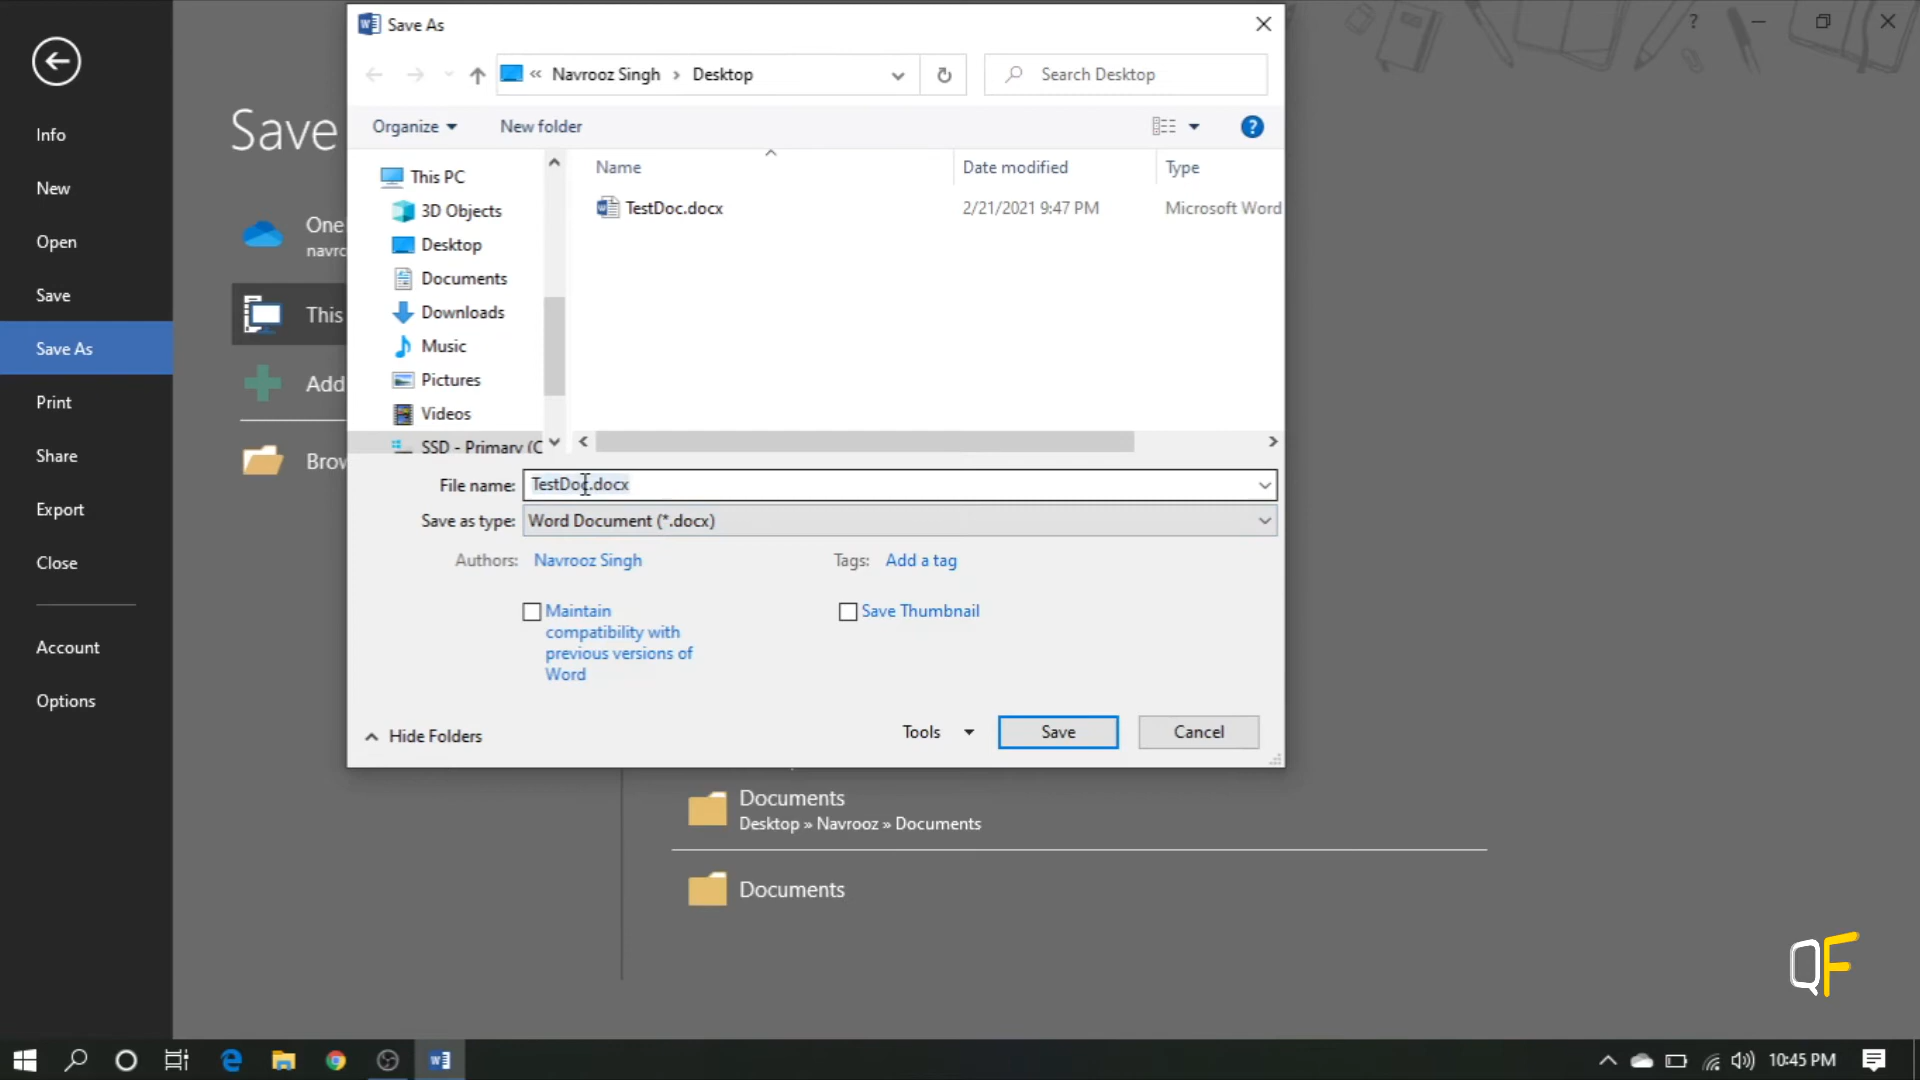 Save As
« Navrooz Singh > Desktop
Search Desktop
Organize
New folder
?
?
Name
Date modified
Type
TestDoc.docx
2/21/2021 9:47 PM
Microsoft Word
This PC
3D Objects
Desktop
Documents
Downloads
Music
Pictures
Videos
SSD - Primary (C
File name:
TestDoc.docx
Save as type:
Word Document (*.docx)
Authors:
Navrooz Singh
Tags:
Add a tag
Maintain
compatibility with
previous versions of
Word
Save Thumbnail
Hide Folders
Tools
Save
Cancel
Info
New
Open
Save
Save As
Print
Share
Export
Close
Account
Options
Save
One
navro
This
Add
Brow
Documents
Desktop » Navrooz » Documents
Documents
QF
10:45 PM